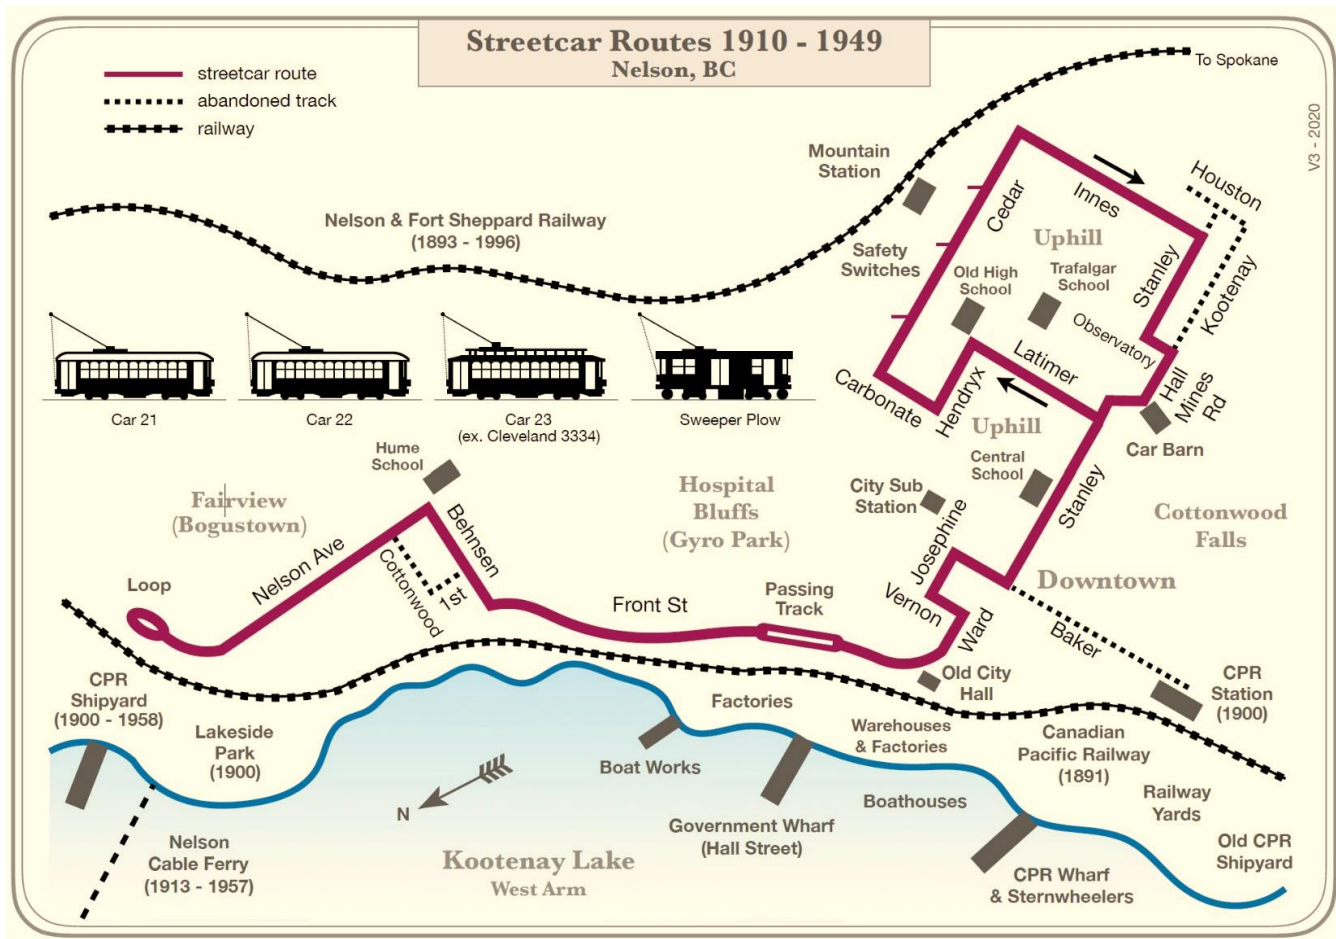 Streetcar Routes 1910 - 1949
Nelson, BC
streetcar route
abandoned track
railway
To Spokane
V3 - 2020
Mountain
Station
Houston
Cedar
Innes
Nelson & Fort Sheppard Railway
(1893 - 1996)
Uphill
Safety
Switches
Old High
School
Trafalgar
School
Stanley
Kootenay
Observatory
Latimer
Carbonate
Hendryx
Hall
Mines
Rd
Car 21
Car 22
Car 23
(ex. Cleveland 3334)
Sweeper Plow
Uphill
Car Barn
Hume
School
Central
School
Fairview
(Bogustown)
Hospital
Bluffs
(Gyro Park)
City Sub
Station
Stanley
Cottonwood
Falls
Behnsen
Josephine
Nelson Ave
Cottonwood
1st
Loop
Front St
Passing
Track
Vernon
Ward
Downtown
Baker
Old City
Hall
CPR
Station
(1900)
CPR
Shipyard
(1900 - 1958)
Lakeside
Park
(1900)
Factories
Warehouses
& Factories
Canadian
Pacific Railway
(1891)
Boat Works
Boathouses
Railway
Yards
N
Government Wharf
(Hall Street)
Old CPR
Shipyard
Nelson
Cable Ferry
(1913 - 1957)
Kootenay Lake
West Arm
CPR Wharf
& Sternwheelers